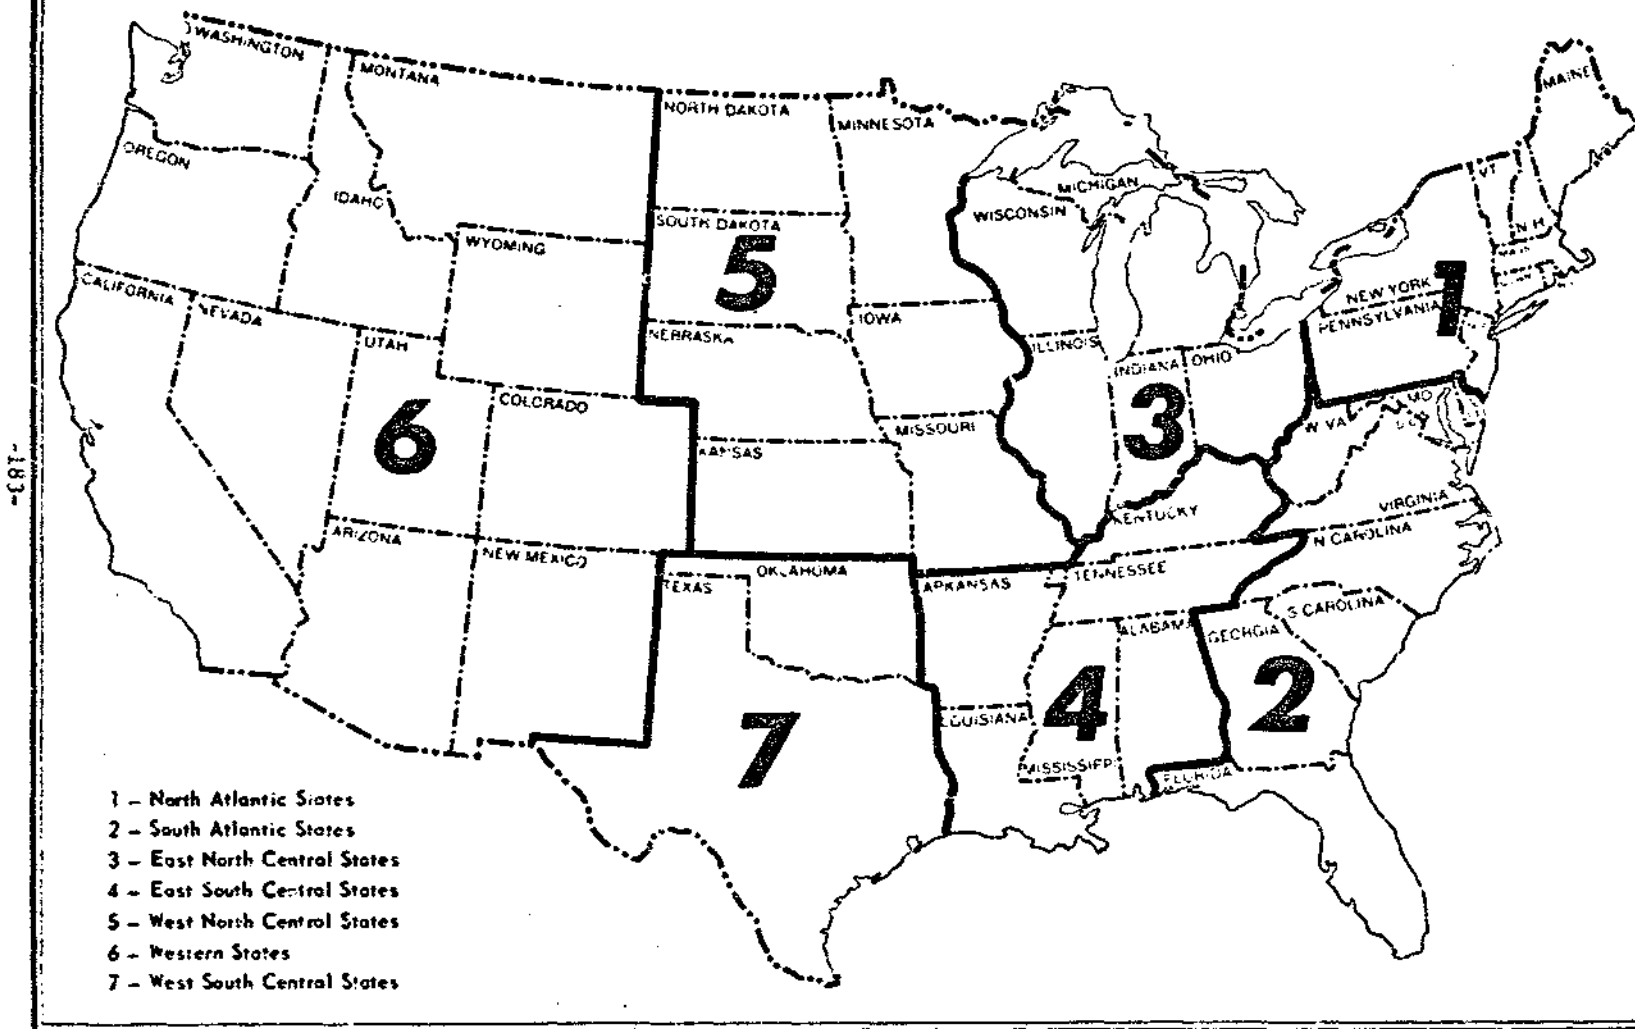 WASHINGTON
MONTANA
NORTH DAKOTA
MINNESOTA
MAINE
OREGON
VT
IDAHO
MICHIGAN
WISCONSIN
SOUTH DAKOTA
N H
WYOMING
5
MASS
CALIFORNIA
NEVADA
NEW YORK
1
IOWA
PENNSYLVANIA
NEBRASKA
UTAH
ILLINOIS
INDIANA
OHIO
COLORADO
6
3
MD
W VA
MISSOURI
KANSAS
-183-
VIRGINIA
KENTUCKY
ARIZONA
N CAROLINA
NEW MEXICO
OKLAHOMA
TENNESSEE
TEXAS
ARKANSAS
S CAROLINA
ALABAMA
GEORGIA
4
2
LOUISIANA
7
MISSISSIPPI
FLORIDA
1 - North Atlantic States
2 - South Atlantic States
3 - East North Central States
4 - East South Central States
5 - West North Central States
6 - Western States
7 - West South Central States